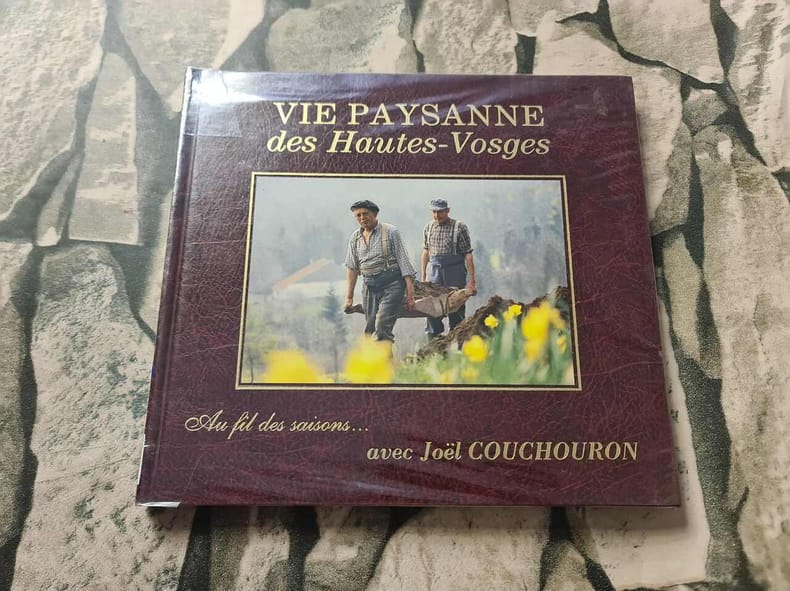 VIE PAYSANNE
des Hautes-Vosges
Au fil des saisons...
avec Joël COUCHOURON